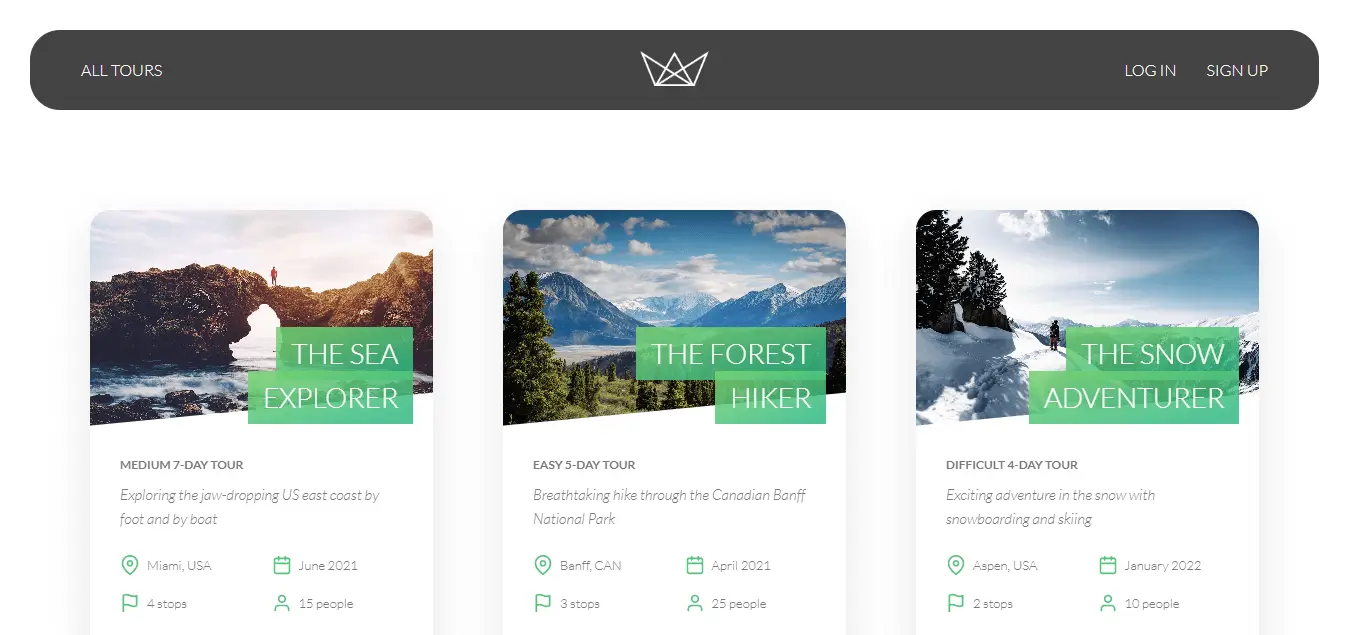 ALL TOURS
LOG IN
SIGN UP
THE SEA
EXPLORER
MEDIUM 7-DAY TOUR
Exploring the jaw-dropping US east coast by
foot and by boat
Miami, USA
June 2021
4 stops
15 people
THE FOREST
HIKER
EASY 5-DAY TOUR
Breathtaking hike through the Canadian Banff
National Park
Banff, CAN
April 2021
3 stops
25 people
THE SNOW
ADVENTURER
DIFFICULT 4-DAY TOUR
Exciting adventure in the snow with
snowboarding and skiing
Aspen, USA
January 2022
2 stops
10 people